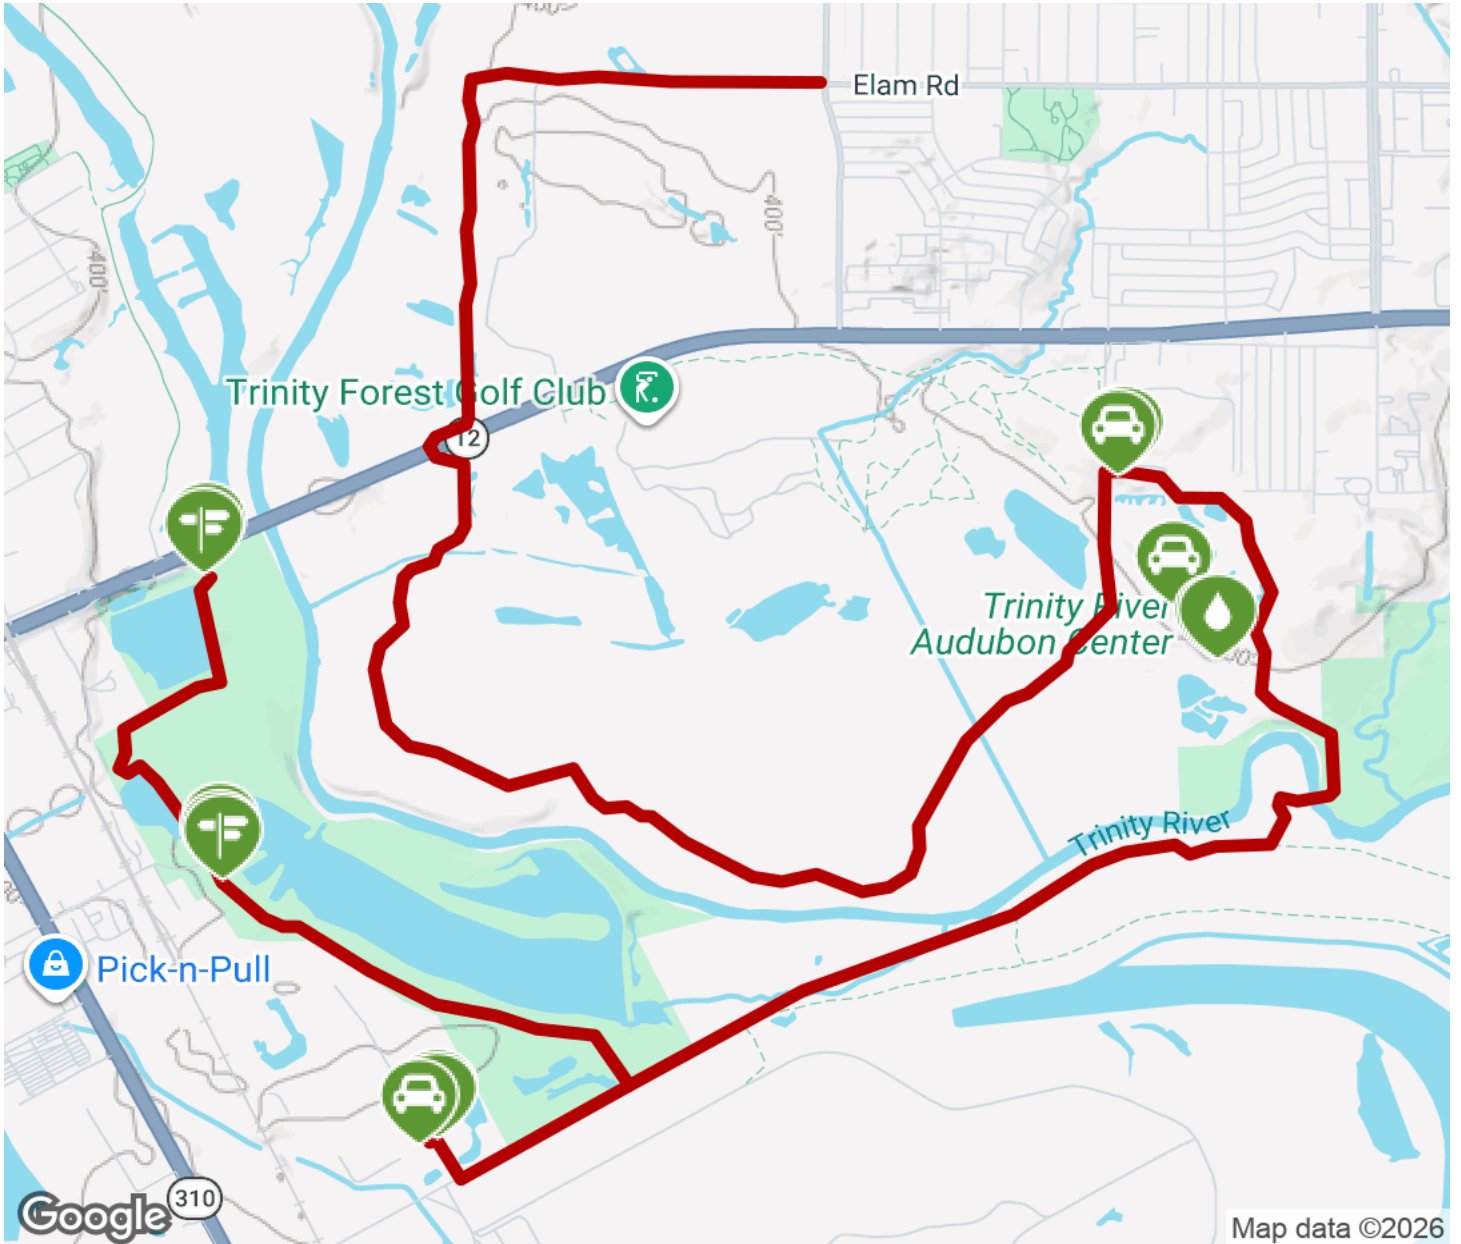 400'
Elam Rd
400'
400'
Trinity Forest Golf Club
12
Trinity River
Audubon Center
Trinity River
Pick-n-Pull
310
Google
Map data ©2026